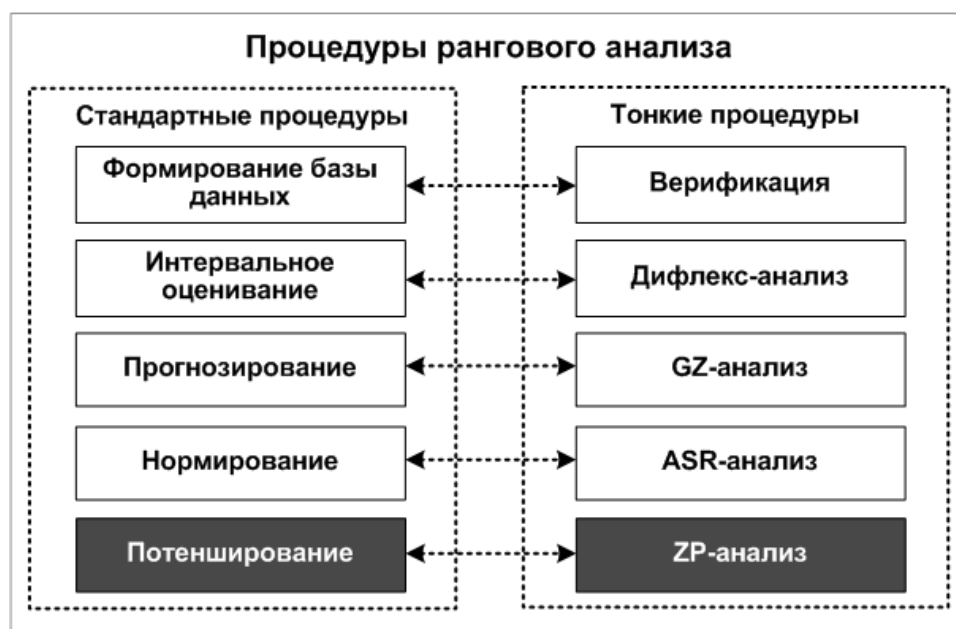 Процедуры рангового анализа
Стандартные процедуры
Формирование базы
данных
Интервальное
оценивание
Прогнозирование
Нормирование
Потенширование
Тонкие процедуры
Верификация
Дифлекс-анализ
GZ-анализ
ASR-анализ
ZP-анализ